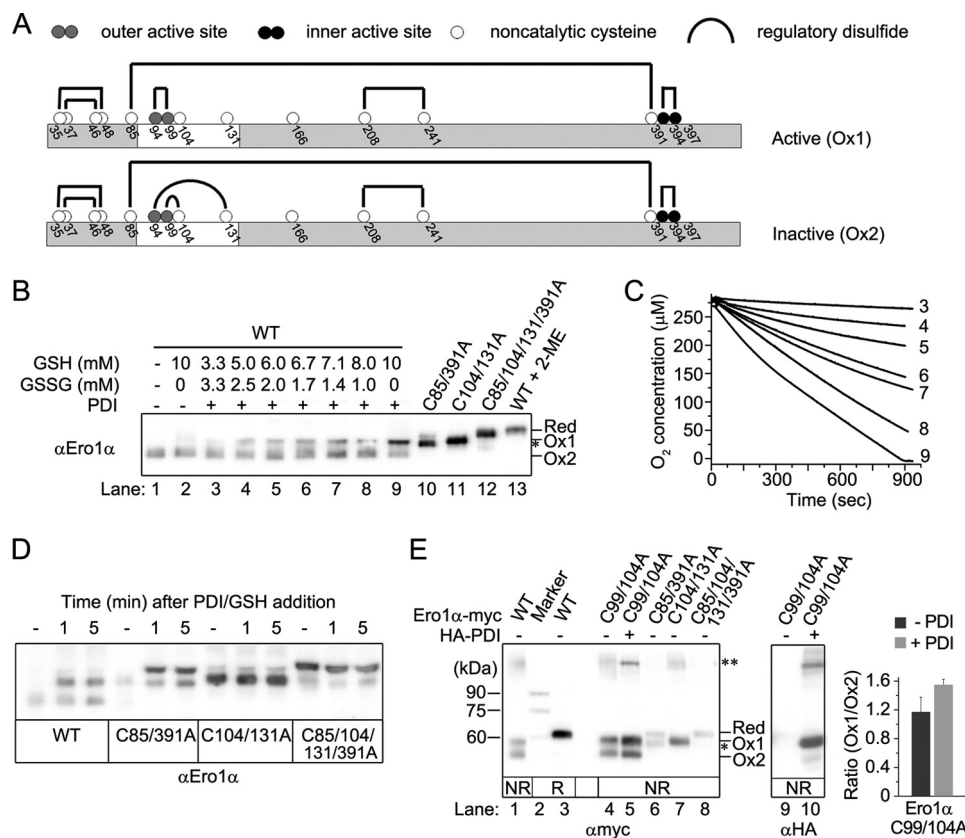 A
outer active site
inner active site
noncatalytic cysteine
regulatory disulfide
35 37 46 48 85 94 99 104 131 166 208 241 391 394 397
Active (Ox1)
35 37 46 48 85 94 99 104 131 166 208 241 391 394 397
Inactive (Ox2)
B
WT
GSH (mM) - 10 3.3 5.0 6.0 6.7 7.1 8.0 10
GSSG (mM) - 0 3.3 2.5 2.0 1.7 1.4 1.0 0
PDI - - + + + + + + +
C85/391A
C104/131A
C85/104/131/391A
WT + 2-ME
αEro1α
Red
Ox1
*
Ox2
Lane: 1 2 3 4 5 6 7 8 9 10 11 12 13
C
O2 concentration (μM)
250
200
150
100
50
0
0 300 600 900
Time (sec)
3
4
5
6
7
8
9
D
Time (min) after PDI/GSH addition
- 1 5 - 1 5 - 1 5 - 1 5
WT C85/391A C104/131A C85/104/
131/391A
αEro1α
E
Ero1α-myc WT Marker WT C99/104A C99/104A C85/391A C104/131A C85/104/
131/391A
C99/104A C99/104A
HA-PDI - - - + - - - - +
(kDa)
90
75
60
**
Red
Ox1
*
Ox2
NR R NR NR
Lane: 1 2 3 4 5 6 7 8 9 10
αmyc αHA
- PDI
+ PDI
Ratio (Ox1/Ox2)
1.6
1.2
0.8
0.4
0
Ero1α
C99/104A